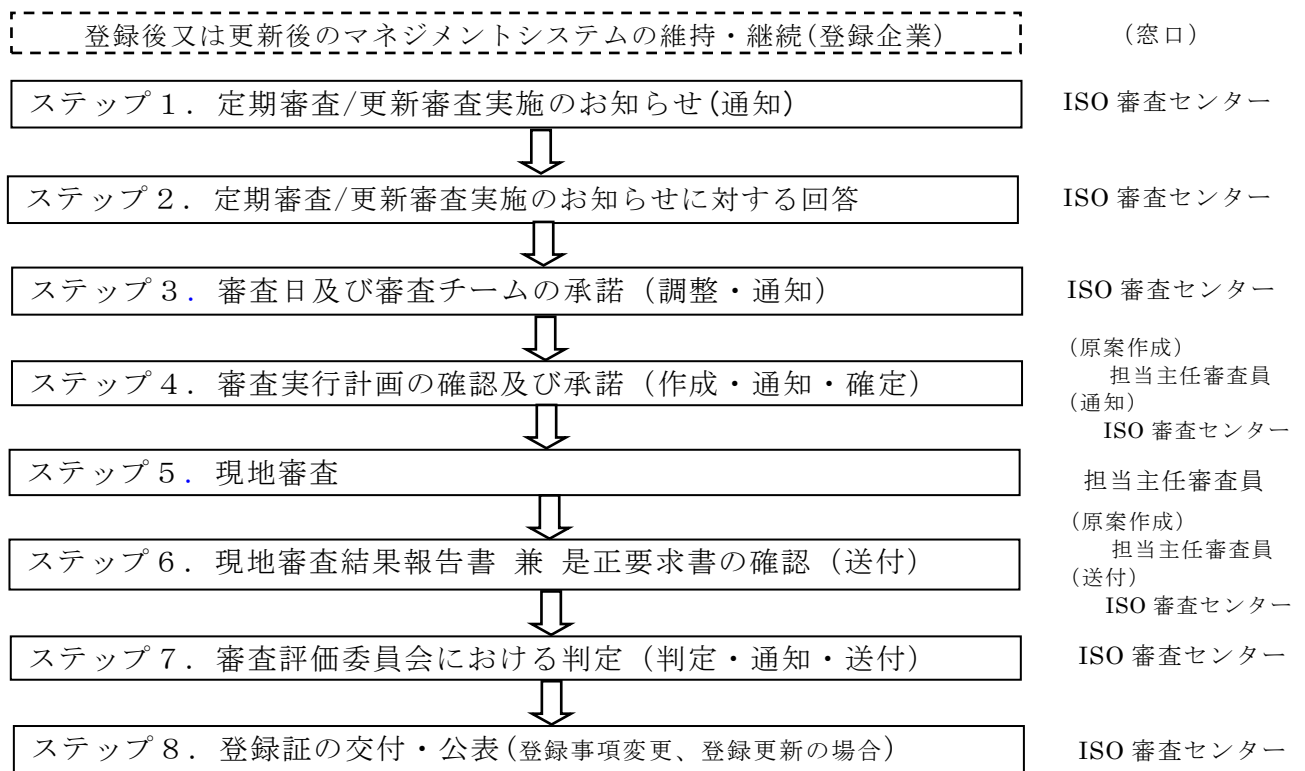 登録後又は更新後のマネジメントシステムの維持・継続(登録企業) (窓口)
ステップ1. 定期審査/更新審査実施のお知らせ(通知) ISO 審査センター
ステップ2. 定期審査/更新審査実施のお知らせに対する回答 ISO 審査センター
ステップ3. 審査日及び審査チームの承諾(調整・通知) ISO 審査センター
ステップ4. 審査実行計画の確認及び承諾(作成・通知・確定)
(原案作成)
担当主任審査員
(通知)
ISO 審査センター
ステップ5. 現地審査 担当主任審査員
ステップ6. 現地審査結果報告書 兼 是正要求書の確認(送付)
(原案作成)
担当主任審査員
(送付)
ISO 審査センター
ステップ7. 審査評価委員会における判定(判定・通知・送付) ISO 審査センター
ステップ8. 登録証の交付・公表(登録事項変更、登録更新の場合) ISO 審査センター